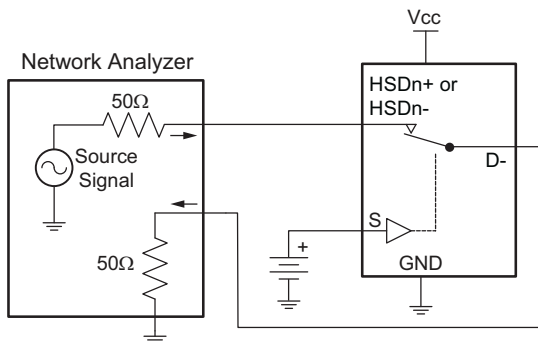 Vcc
Network Analyzer
HSDn+ or
HSDn-
50Ω
Source
Signal
D-
S
+
50Ω
GND